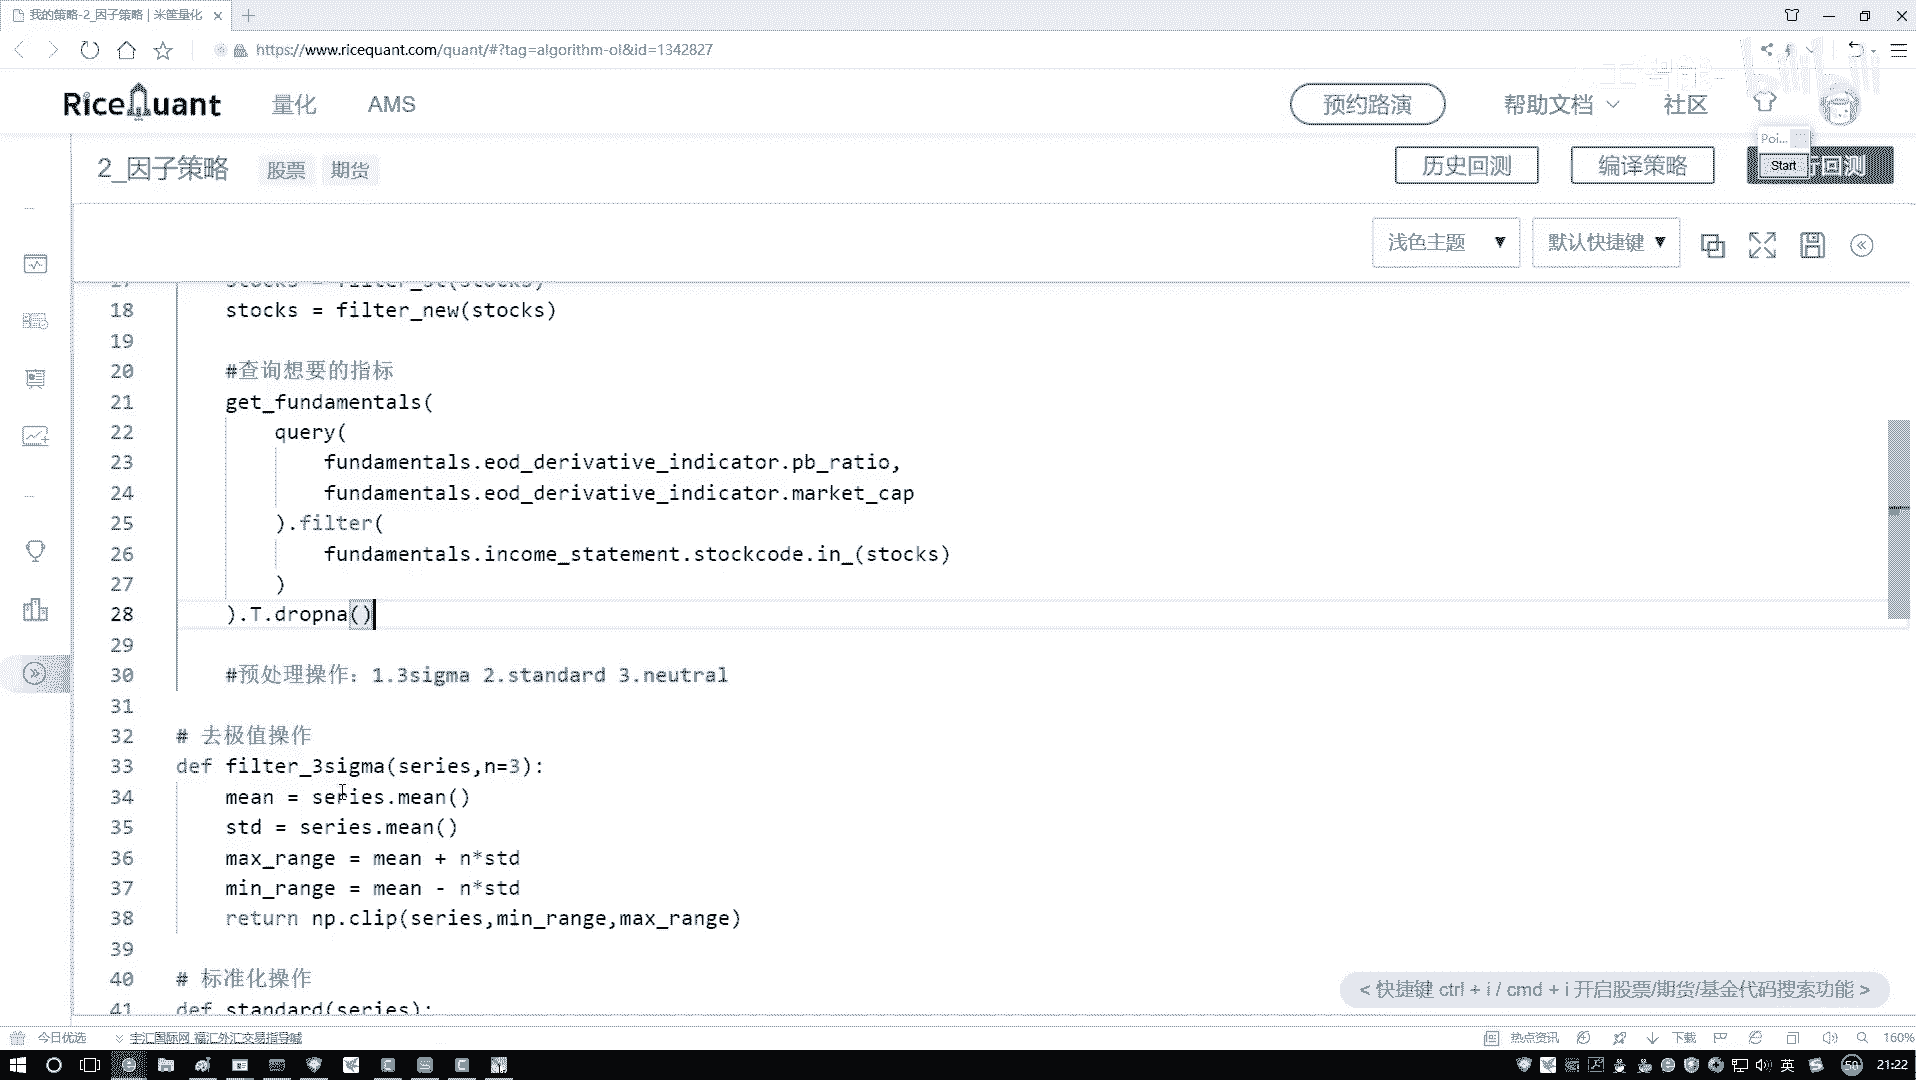 我的策略-2_因子策略 | 米筐量化
https://www.ricequant.com/quant/#?tag=algorithm-ol&id=1342827
RiceQuant 量化 AMS 预约路演 帮助文档 社区
Poi...
Start
2_因子策略 股票 期货 历史回测 编译策略 回测
浅色主题 默认快捷键
17 stocks = filter_st(stocks)
18 stocks = filter_new(stocks)
19
20 #查询想要的指标
21 get_fundamentals(
22 query(
23 fundamentals.eod_derivative_indicator.pb_ratio,
24 fundamentals.eod_derivative_indicator.market_cap
25 ).filter(
26 fundamentals.income_statement.stockcode.in_(stocks)
27 )
28 ).T.dropna()
29
30 #预处理操作：1.3sigma 2.standard 3.neutral
31
32 # 去极值操作
33 def filter_3sigma(series,n=3):
34 mean = series.mean()
35 std = series.mean()
36 max_range = mean + n*std
37 min_range = mean - n*std
38 return np.clip(series,min_range,max_range)
39
40 # 标准化操作
41 def standard(series):
< 快捷键 ctrl + i / cmd + i 开启股票/期货/基金代码搜索功能 >
今日优选 热点资讯 下载 160%
英 50 21:22